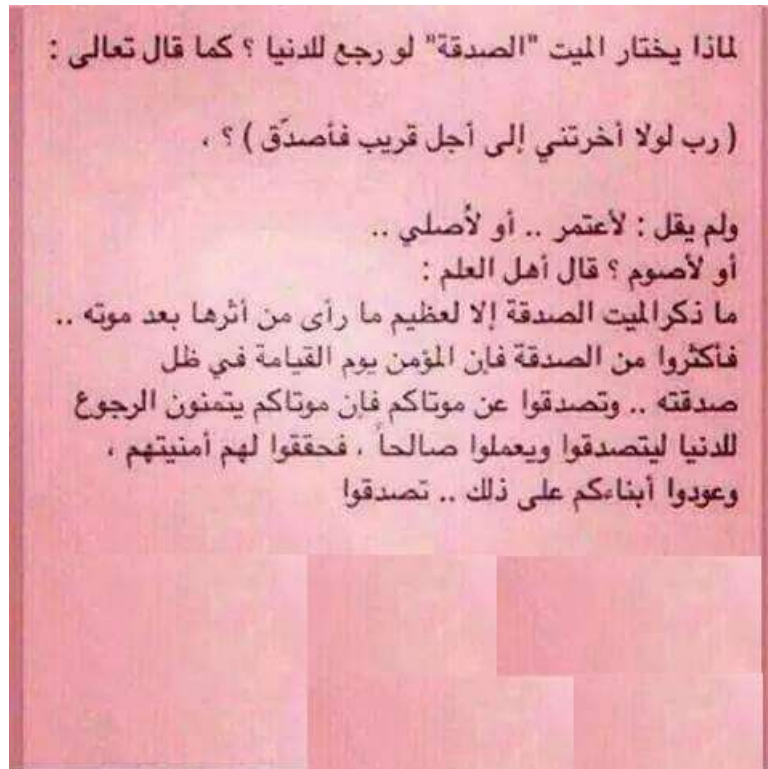 لماذا يختار الميت "الصدقة" لو رجع للدنيا ؟ كما قال تعالى :
( رب لولا أخرتني إلى أجل قريب فأصدّق ) ؟ ،
ولم يقل : لأعتمر .. أو لأُصلي ..
أو لأصوم ؟ قال أهل العلم :
ما ذكرالميت الصدقة إلا لعظيم ما رأى من أثرها بعد موته ..
فأكثروا من الصدقة فإن المؤمن يوم القيامة في ظل
صدقته .. وتصدقوا عن موتاكم فإن موتاكم يتمنون الرجوع
للدنيا ليتصدقوا ويعملوا صالحاً ، فحققوا لهم أمنيتهم ،
وعودوا أبناءكم على ذلك .. تصدقوا